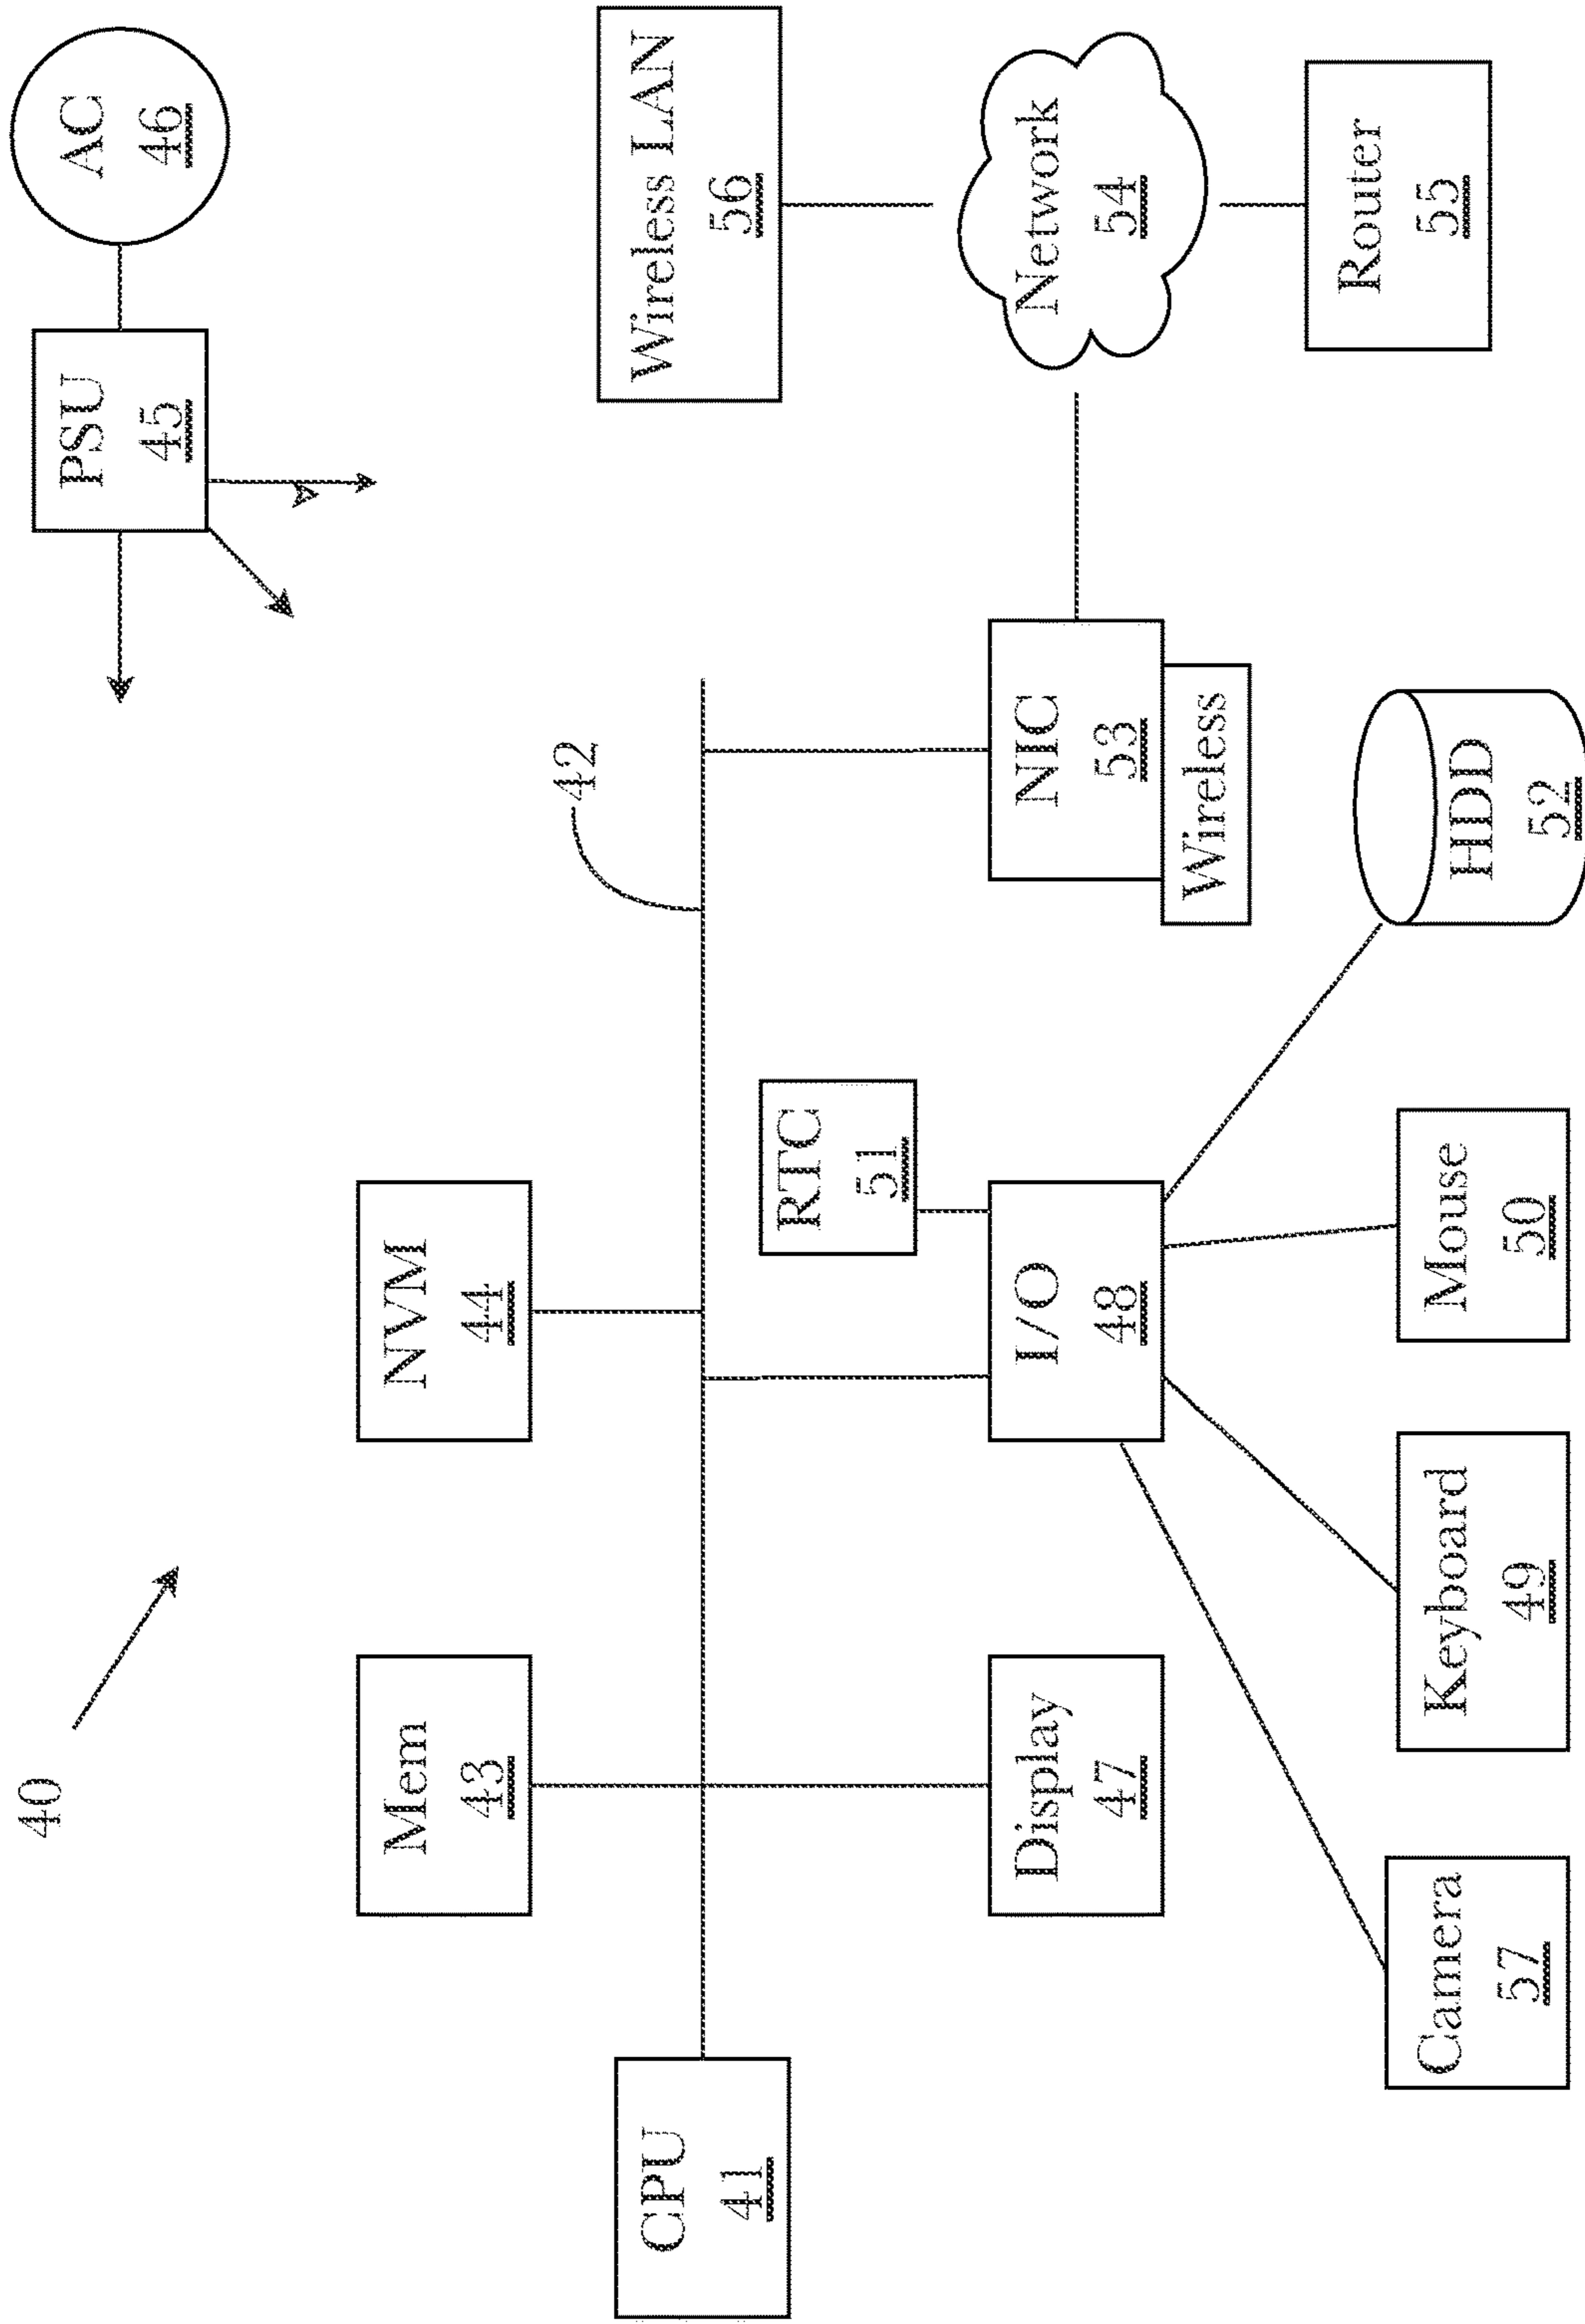 40
AC
46
PSU
45
Mem
43
NVM
44
42
CPU
41
Wireless LAN
56
RTC
51
Display
47
I/O
48
NIC
53
Wireless
Network
54
Camera
57
Keyboard
49
Mouse
50
HDD
52
Router
55